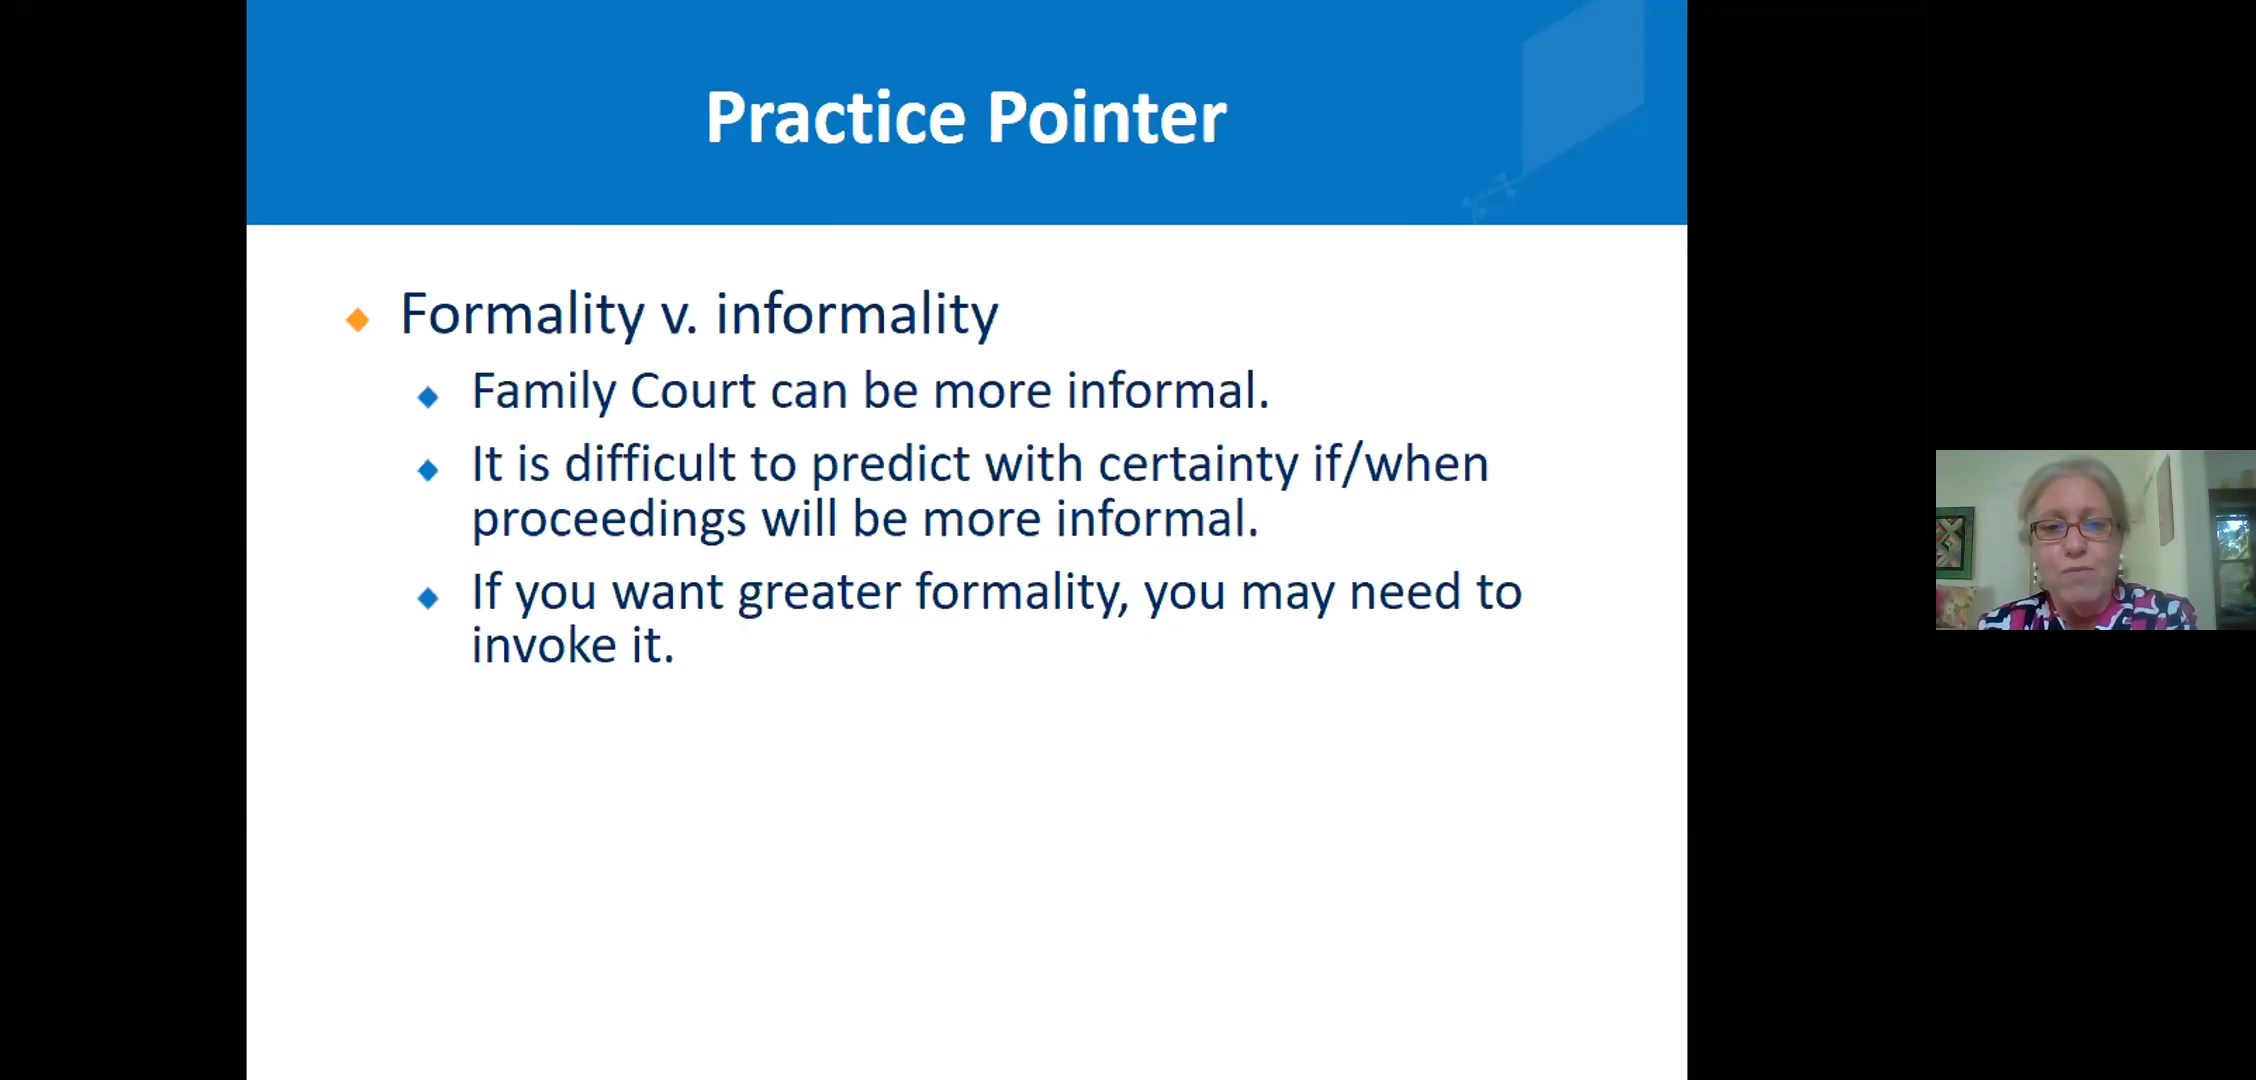 Practice Pointer
Formality v. informality
Family Court can be more informal.
It is difficult to predict with certainty if/when
proceedings will be more informal.
If you want greater formality, you may need to
invoke it.